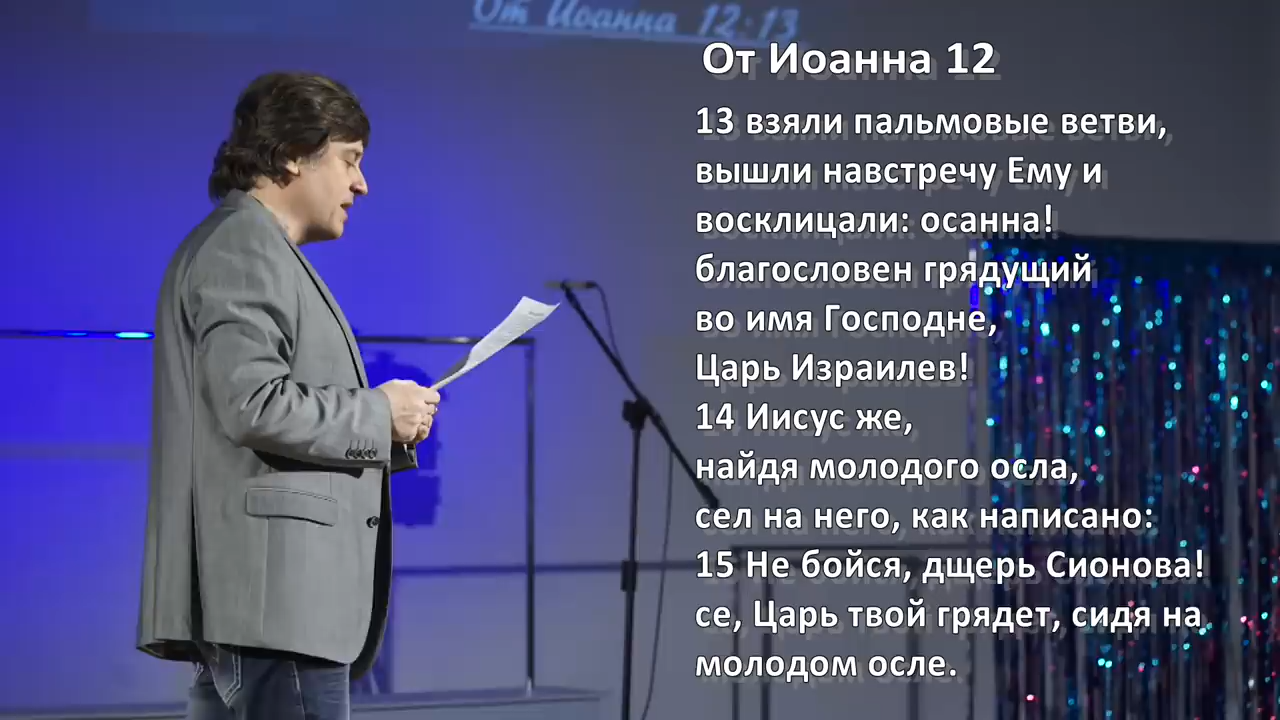 От Иоанна 12:13
От Иоанна 12
13 взяли пальмовые ветви,
вышли навстречу Ему и
восклицали: осанна!
благословен грядущий
во имя Господне,
Царь Израилев!
14 Иисус же,
найдя молодого осла,
сел на него, как написано:
15 Не бойся, дщерь Сионова!
се, Царь твой грядет, сидя на
молодом осле.